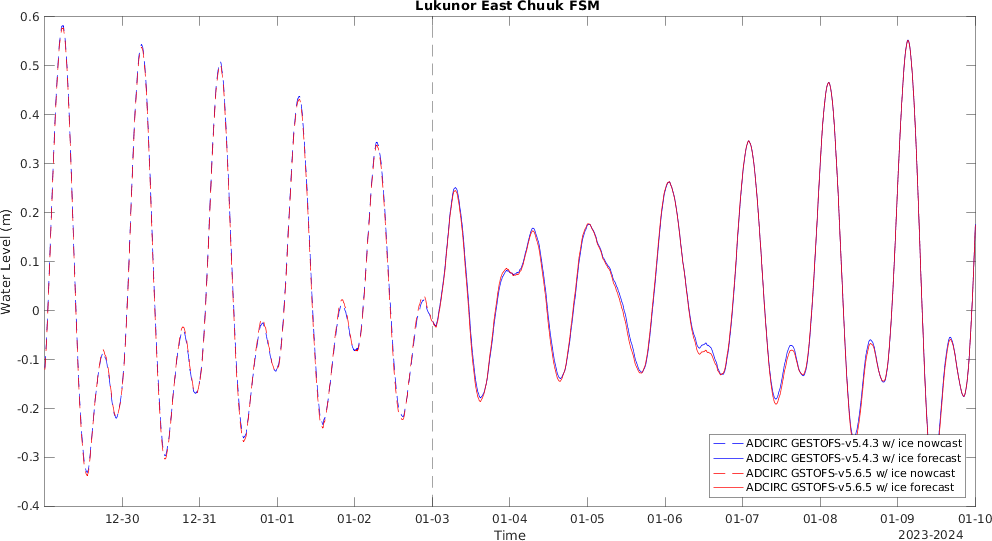 Lukunor East Chuuk FSM
0.6
0.5
0.4
0.3
0.2
0.1
0
-0.1
-0.2
-0.3
-0.4
Water Level (m)
12-30 12-31 01-01 01-02 01-03 01-04 01-05 01-06 01-07 01-08 01-09 01-10
Time
2023-2024
ADCIRC GESTOFS-v5.4.3 w/ ice nowcast
ADCIRC GESTOFS-v5.4.3 w/ ice forecast
ADCIRC GSTOFS-v5.6.5 w/ ice nowcast
ADCIRC GSTOFS-v5.6.5 w/ ice forecast